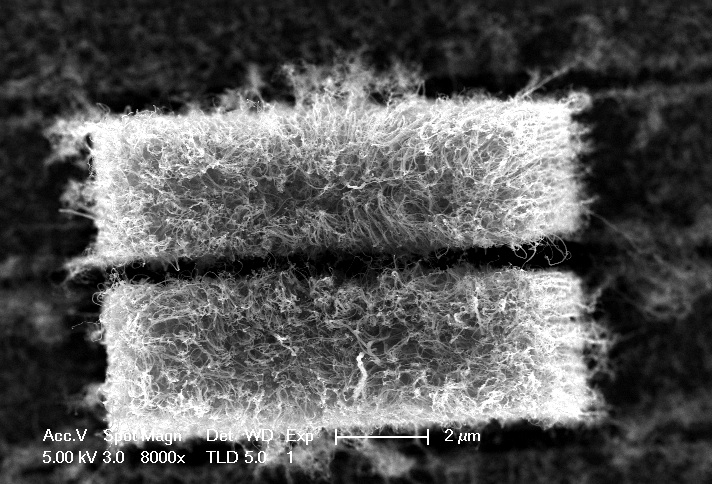 Acc.V Spot Magn Det WD Exp 2 µm
5.00 kV 3.0 8000x TLD 5.0 1